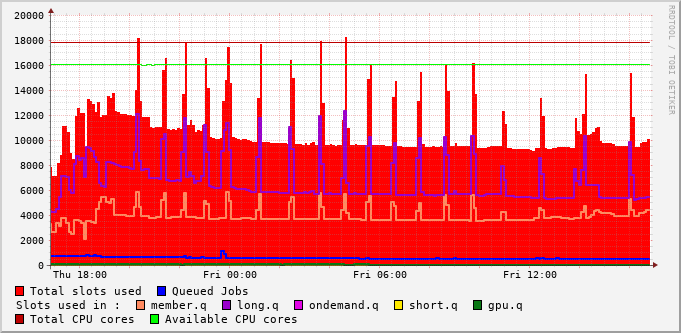 20000
18000
16000
14000
12000
10000
8000
6000
4000
2000
0
Thu 18:00 Fri 00:00 Fri 06:00 Fri 12:00
Total slots used Queued Jobs
Slots used in : member.q long.q ondemand.q short.q gpu.q
Total CPU cores Available CPU cores
RRDTOOL / TOBI OETIKER